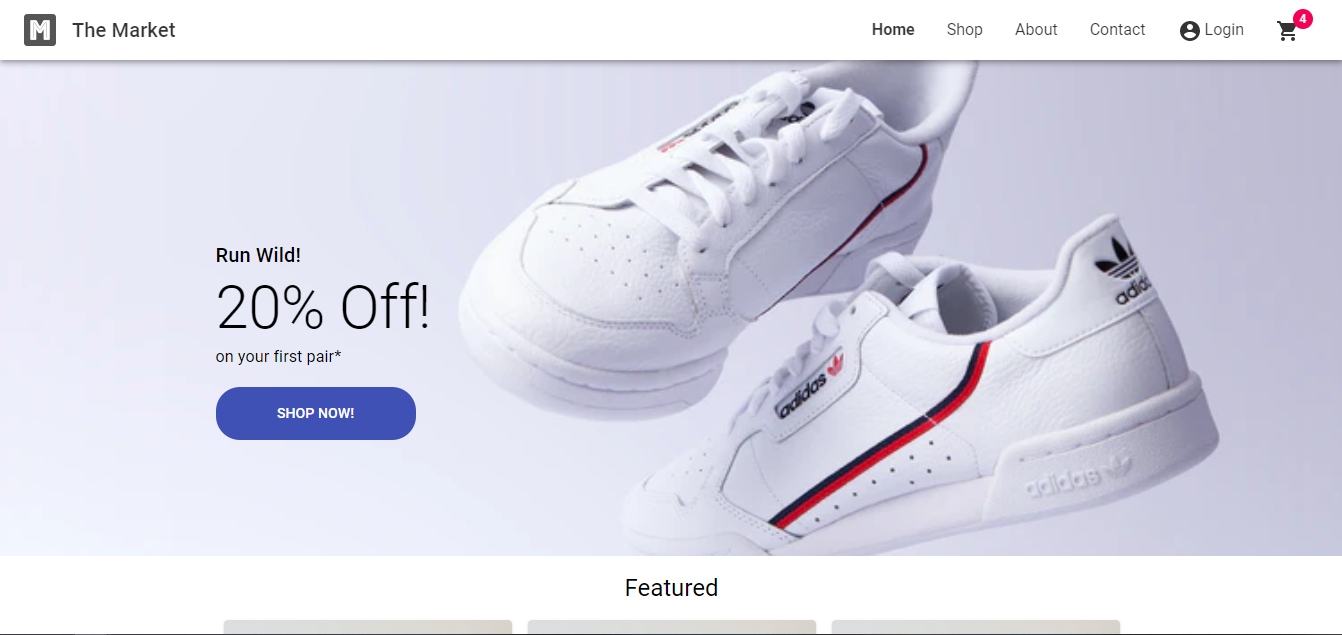 M The Market
Home Shop About Contact Login 4
Run Wild!
20% Off!
on your first pair*
SHOP NOW!
adidas
adidas
adidas
Featured